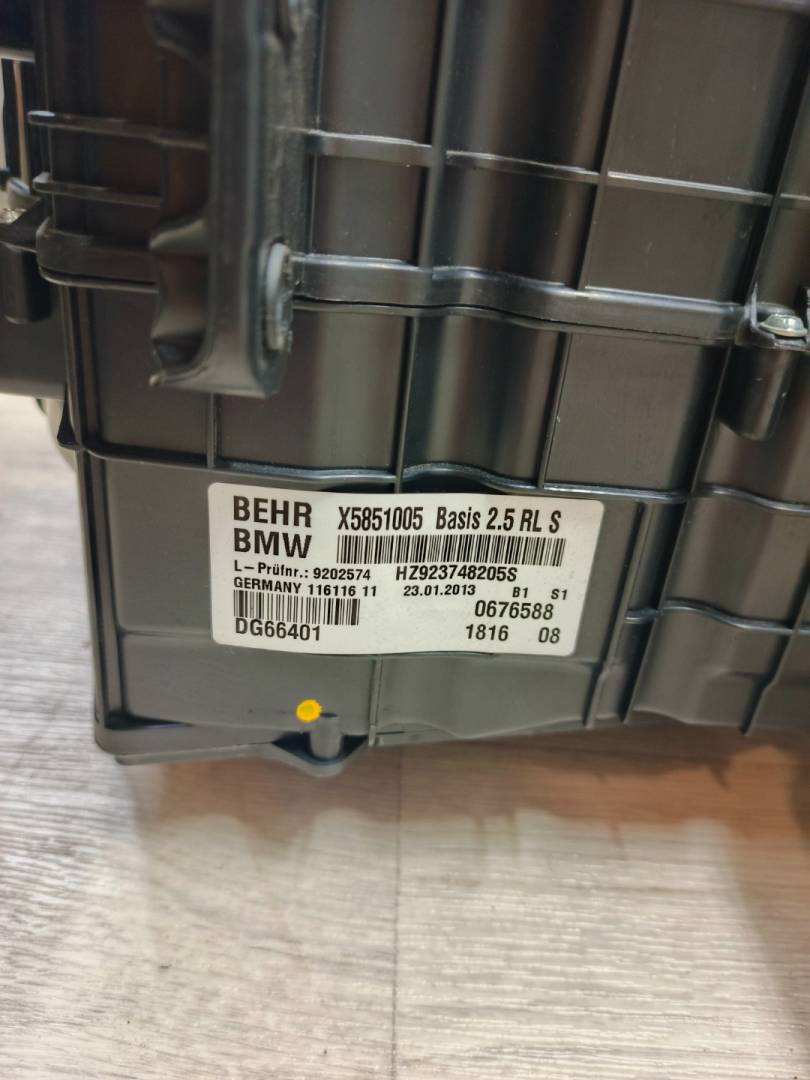 BEHR X5851005 Basis 2.5 RL S
BMW
L-Prüfnr.: 9202574 HZ923748205S
GERMANY 116116 11 23.01.2013 B1 S1
0676588
DG66401 1816 08